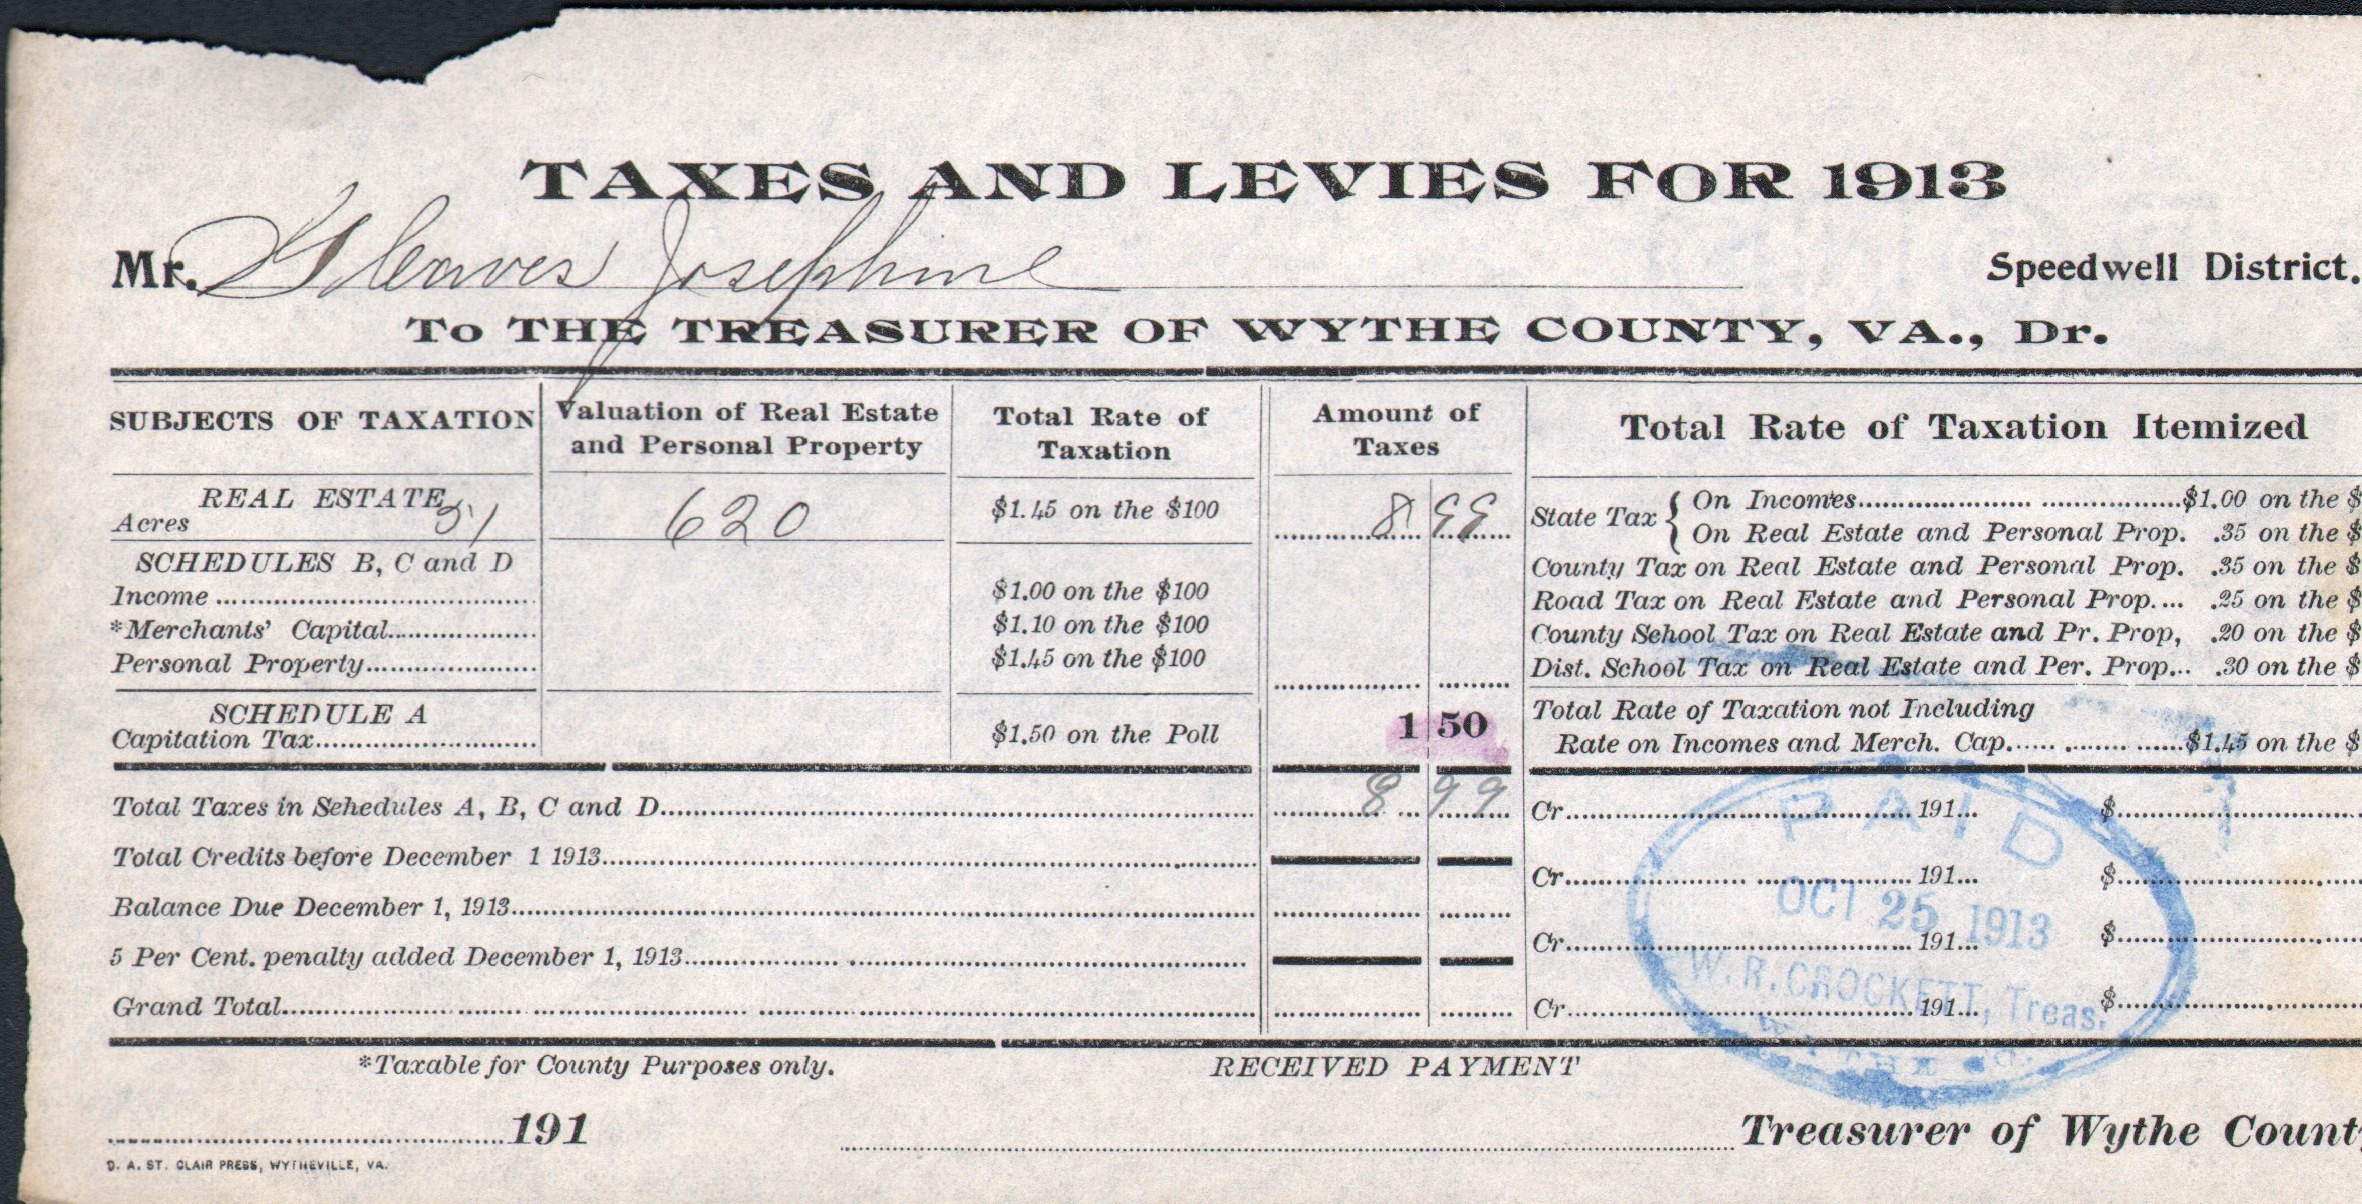 TAXES AND LEVIES FOR 1913
Mr. Gleaves Josephine Speedwell District.
To THE TREASURER OF WYTHE COUNTY, VA., Dr.
SUBJECTS OF TAXATION
Valuation of Real Estate
and Personal Property
Total Rate of
Taxation
Amount of
Taxes
Total Rate of Taxation Itemized
REAL ESTATE
Acres 51
620
$1.45 on the $100
8 99
SCHEDULES B, C and D
Income
$1.00 on the $100
*Merchants' Capital
$1.10 on the $100
Personal Property
$1.45 on the $100
SCHEDULE A
Capitation Tax
$1.50 on the Poll
1 50
State Tax { On Incomes $1.00 on the $
On Real Estate and Personal Prop. .35 on the $
County Tax on Real Estate and Personal Prop. .35 on the $
Road Tax on Real Estate and Personal Prop. .25 on the $
County School Tax on Real Estate and Pr. Prop, .20 on the $
Dist. School Tax on Real Estate and Per. Prop. .30 on the $
Total Rate of Taxation not Including
Rate on Incomes and Merch. Cap. $1.45 on the $
Total Taxes in Schedules A, B, C and D 8 99
Total Credits before December 1 1913
Balance Due December 1, 1913
5 Per Cent. penalty added December 1, 1913
Grand Total
Cr 191 $
Cr 191 $
Cr 191 $
Cr 191 $
PAID
OCT 25 1913
W. R. CROCKETT, Treas.
WYTHE CO.
*Taxable for County Purposes only.
RECEIVED PAYMENT
191
Treasurer of Wythe County
D. A. ST. CLAIR PRESS, WYTHEVILLE, VA.